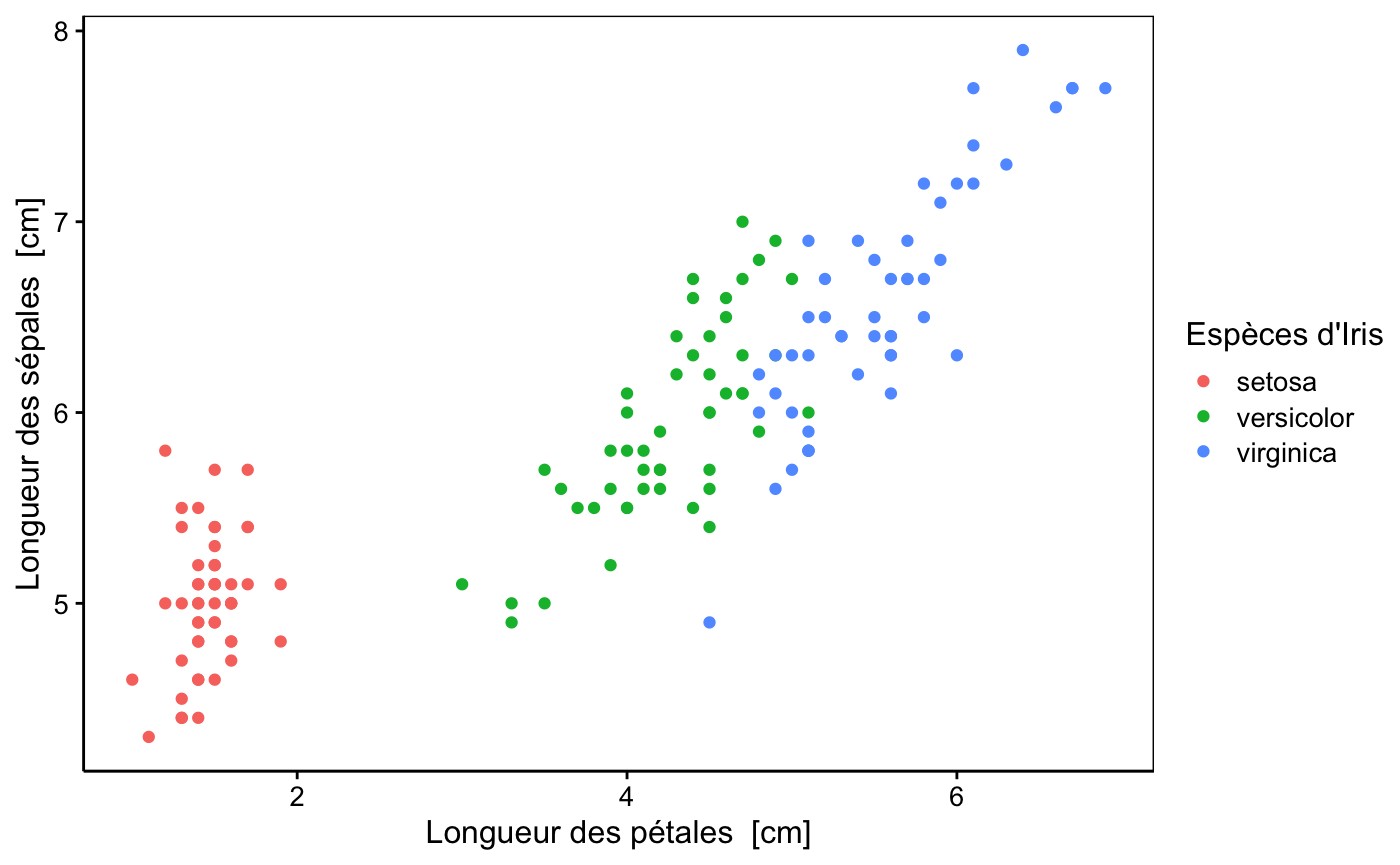 8
7
6
5
Longueur des sépales [cm]
2
4
6
Longueur des pétales [cm]
Espèces d'Iris
setosa
versicolor
virginica